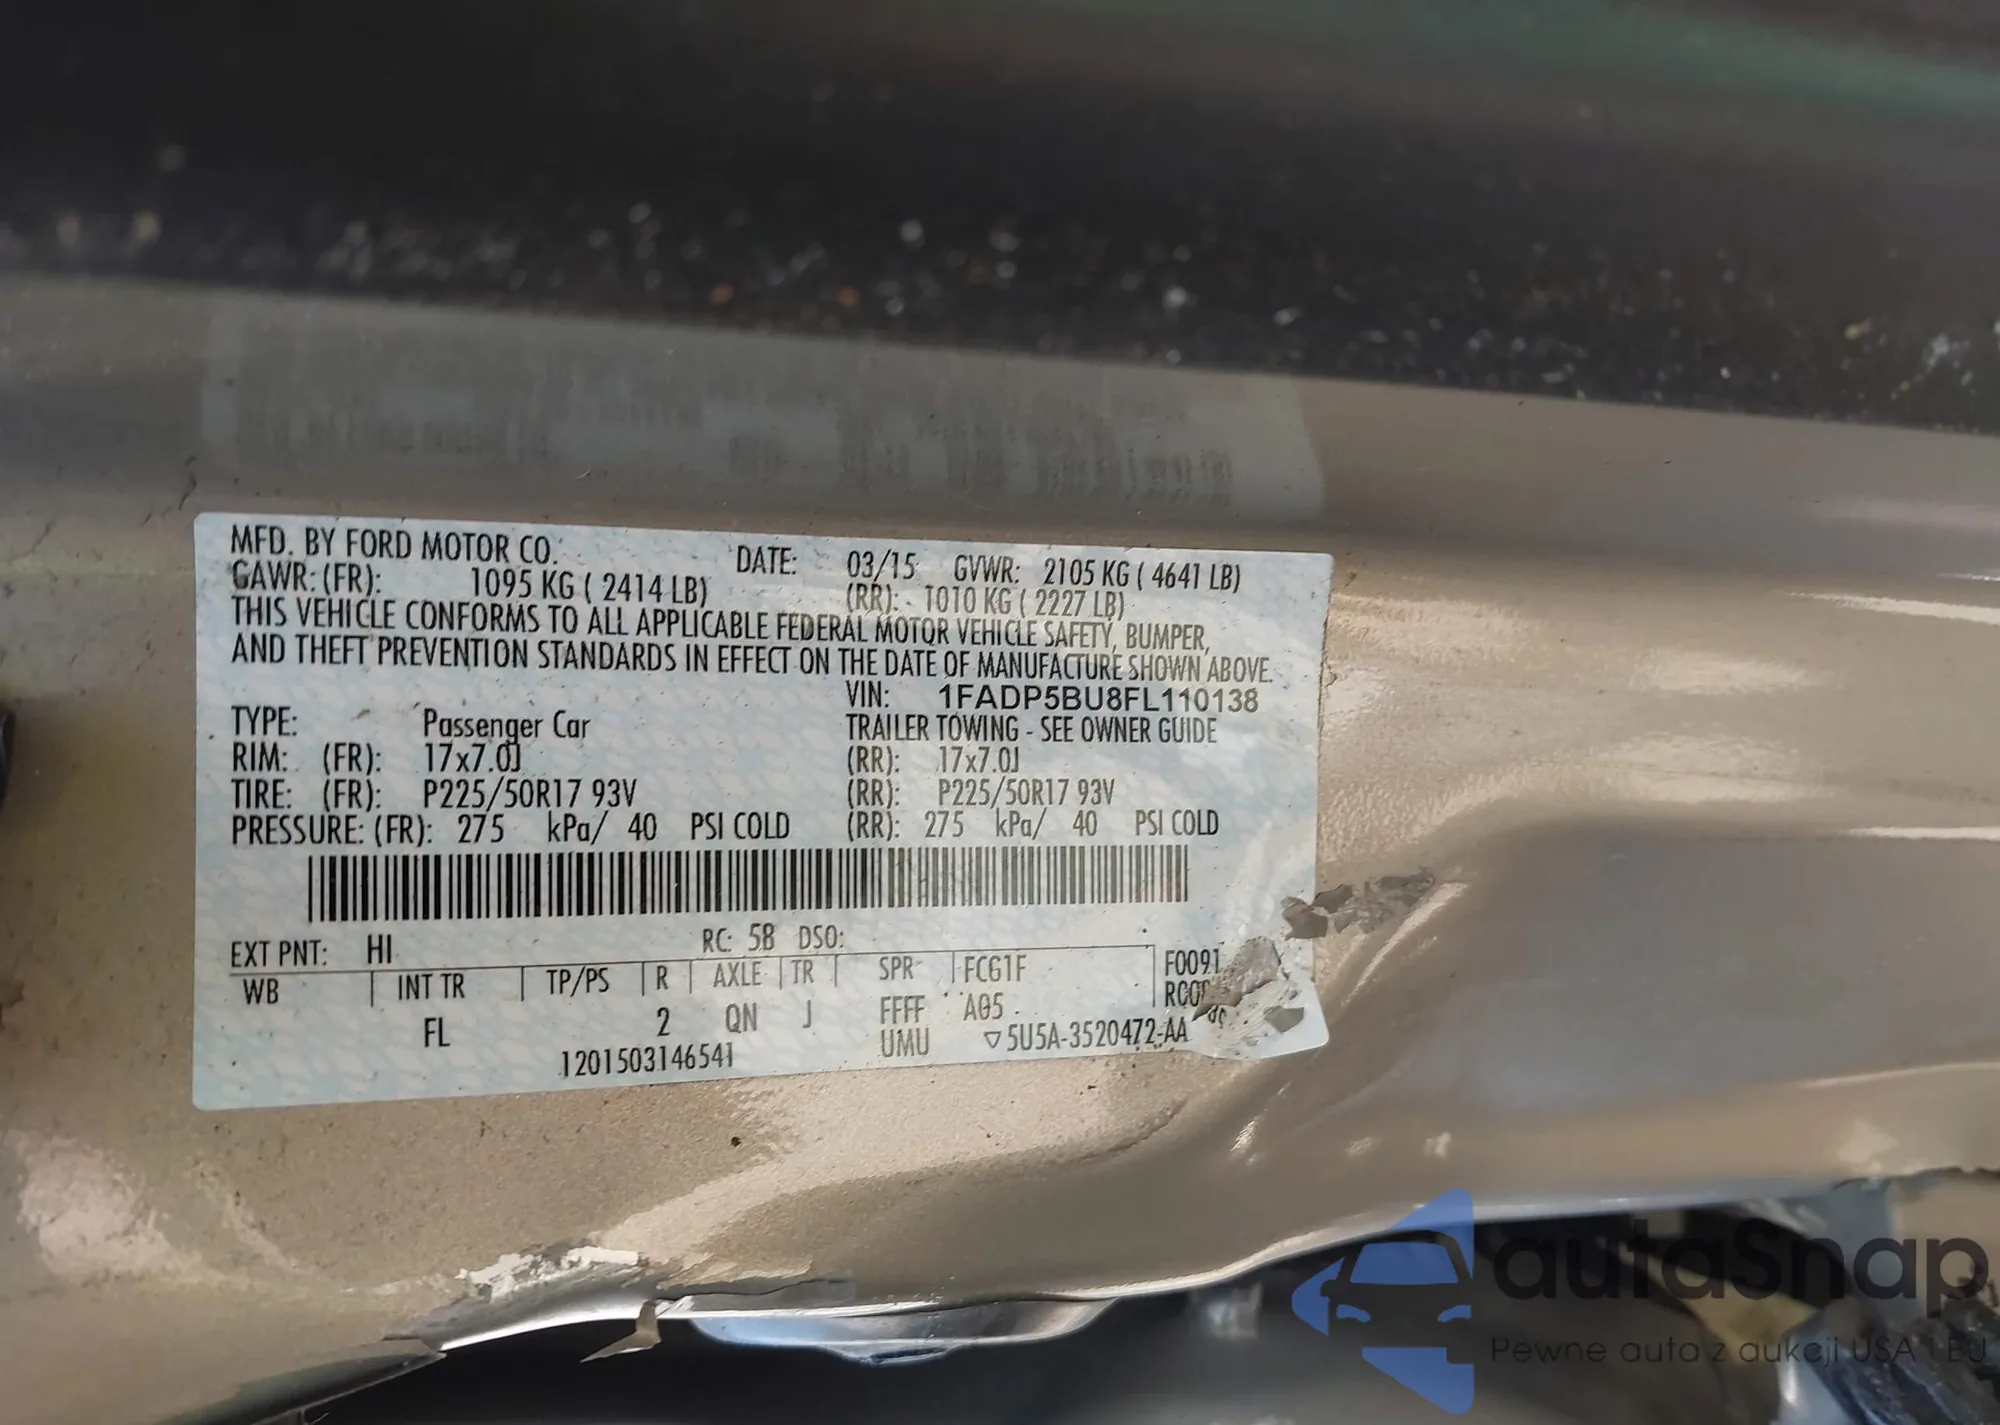 MFD. BY FORD MOTOR CO. DATE: 03/15 GVWR: 2105 KG ( 4641 LB)
GAWR: (FR): 1095 KG ( 2414 LB) (RR): 1010 KG ( 2227 LB)
THIS VEHICLE CONFORMS TO ALL APPLICABLE FEDERAL MOTOR VEHICLE SAFETY, BUMPER,
AND THEFT PREVENTION STANDARDS IN EFFECT ON THE DATE OF MANUFACTURE SHOWN ABOVE.
VIN: 1FADP5BU8FL110138
TYPE: Passenger Car TRAILER TOWING - SEE OWNER GUIDE
RIM: (FR): 17x7.0J (RR): 17x7.0J
TIRE: (FR): P225/50R17 93V (RR): P225/50R17 93V
PRESSURE: (FR): 275 kPa/ 40 PSI COLD (RR): 275 kPa/ 40 PSI COLD
EXT PNT: HI RC: 58 DSO:
WB INT TR TP/PS R AXLE TR SPR FCG1F F0091
FL 2 QN J FFFF A05
1201503146541 UMU ▽5U5A-3520472-AA
autaSnap
Pewne auta z aukcji USA i EU